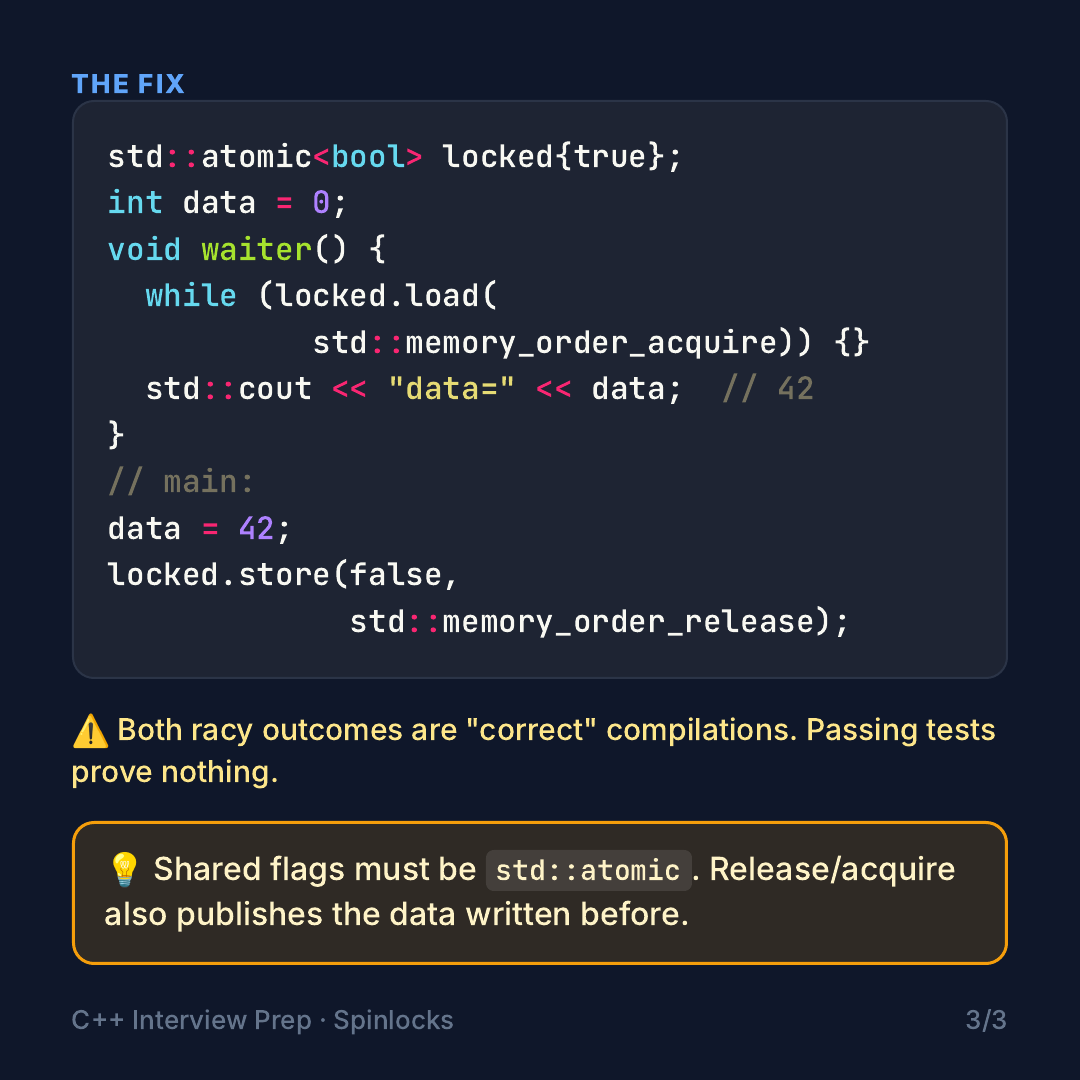 THE FIX
std::atomic<bool> locked{true};
int data = 0;
void waiter() {
  while (locked.load(
           std::memory_order_acquire)) {}
  std::cout << "data=" << data;  // 42
}
// main:
data = 42;
locked.store(false,
             std::memory_order_release);
⚠️ Both racy outcomes are "correct" compilations. Passing tests
prove nothing.
💡 Shared flags must be std::atomic. Release/acquire
also publishes the data written before.
C++ Interview Prep · Spinlocks
3/3